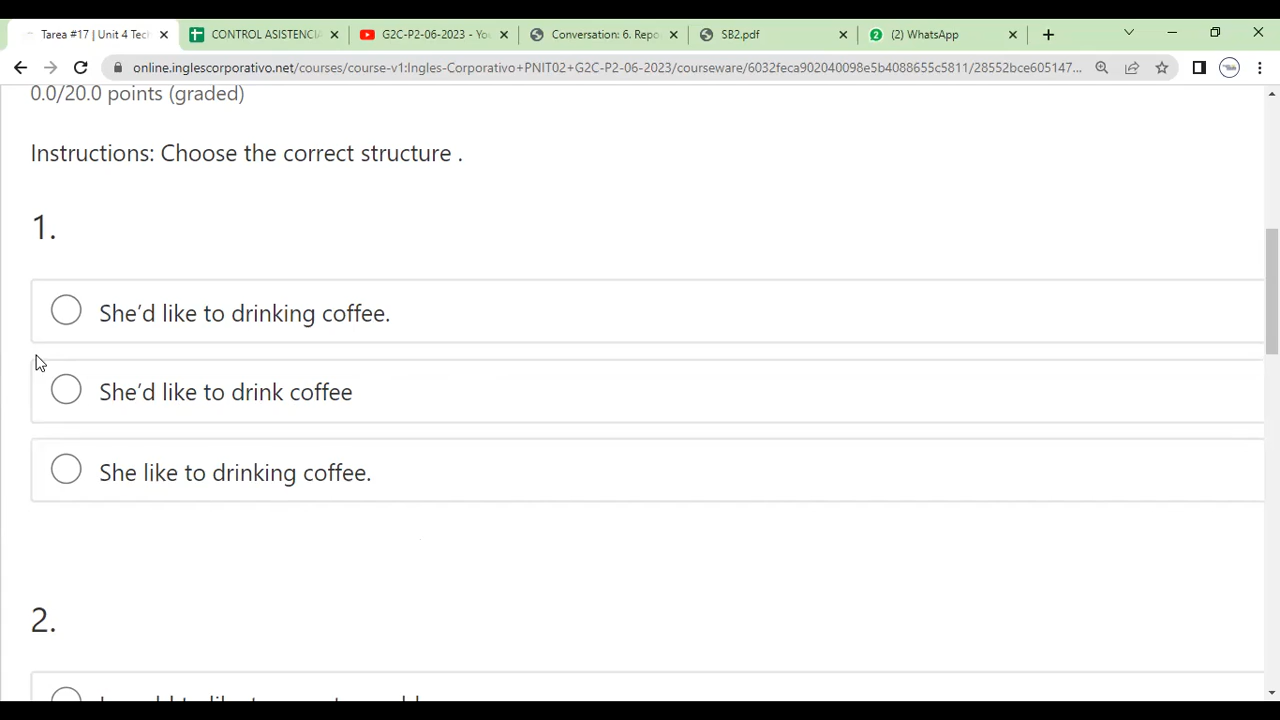 Tarea #17 | Unit 4 Tec
CONTROL ASISTENCIA
G2C-P2-06-2023 - Yo
Conversation: 6. Repo
SB2.pdf
2
(2) WhatsApp
online.inglescorporativo.net/courses/course-v1:Ingles-Corporativo+PNIT02+G2C-P2-06-2023/courseware/6032feca902040098e5b4088655c5811/28552bce605147...
0.0/20.0 points (graded)
Instructions: Choose the correct structure .
1.
She’d like to drinking coffee.
She’d like to drink coffee
She like to drinking coffee.
2.